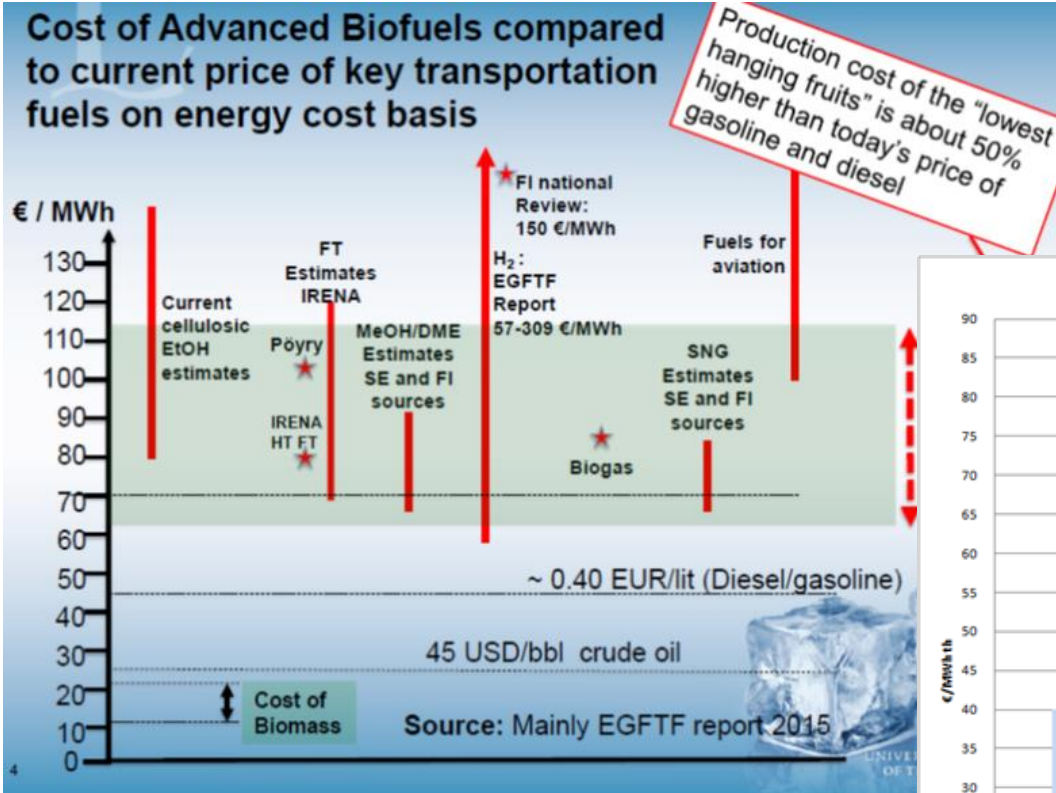 Cost of Advanced Biofuels compared
to current price of key transportation
fuels on energy cost basis
Production cost of the "lowest
hanging fruits" is about 50%
higher than today's price of
gasoline and diesel
€ / MWh
130
120
110
100
90
80
70
60
50
40
30
20
10
0
Current
cellulosic
EtOH
estimates
FT
Estimates
IRENA
Pöyry
IRENA
HT FT
MeOH/DME
Estimates
SE and FI
sources
FI national
Review:
150 €/MWh
H₂ :
EGFTF
Report
57-309 €/MWh
Biogas
SNG
Estimates
SE and FI
sources
Fuels for
aviation
~ 0.40 EUR/lit (Diesel/gasoline)
45 USD/bbl crude oil
Cost of
Biomass
Source: Mainly EGFTF report 2015
4
OF T
90
85
80
75
70
65
60
55
50
45
40
35
30
€/MWh th